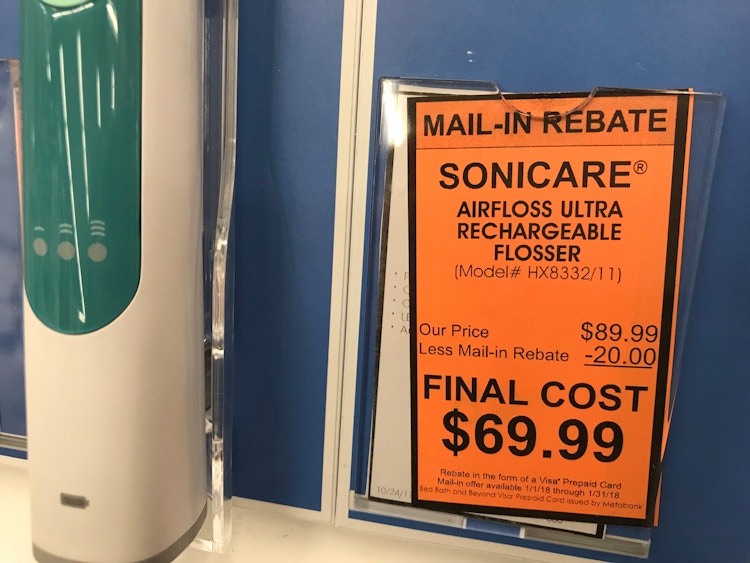 MAIL-IN REBATE
SONICARE®
AIRFLOSS ULTRA
RECHARGEABLE
FLOSSER
(Model# HX8332/11)
Our Price $89.99
Less Mail-in Rebate -20.00
FINAL COST
$69.99
Rebate in the form of a Visa® Prepaid Card
Mail-in offer available 1/1/18 through 1/31/18
Bed Bath and Beyond Visa Prepaid Card issued by Metabank